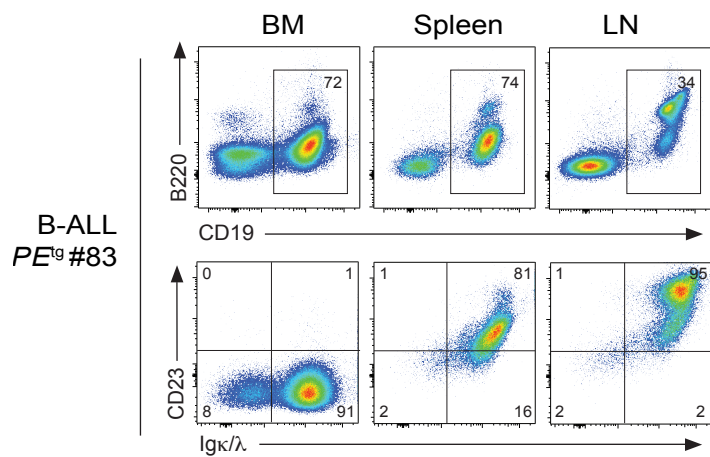 BM Spleen LN
72 74 34
B220
CD19
B-ALL
PEtg #83
0 1 1 81 1 95
CD23
8 91 2 16 2 2
Igκ/λ